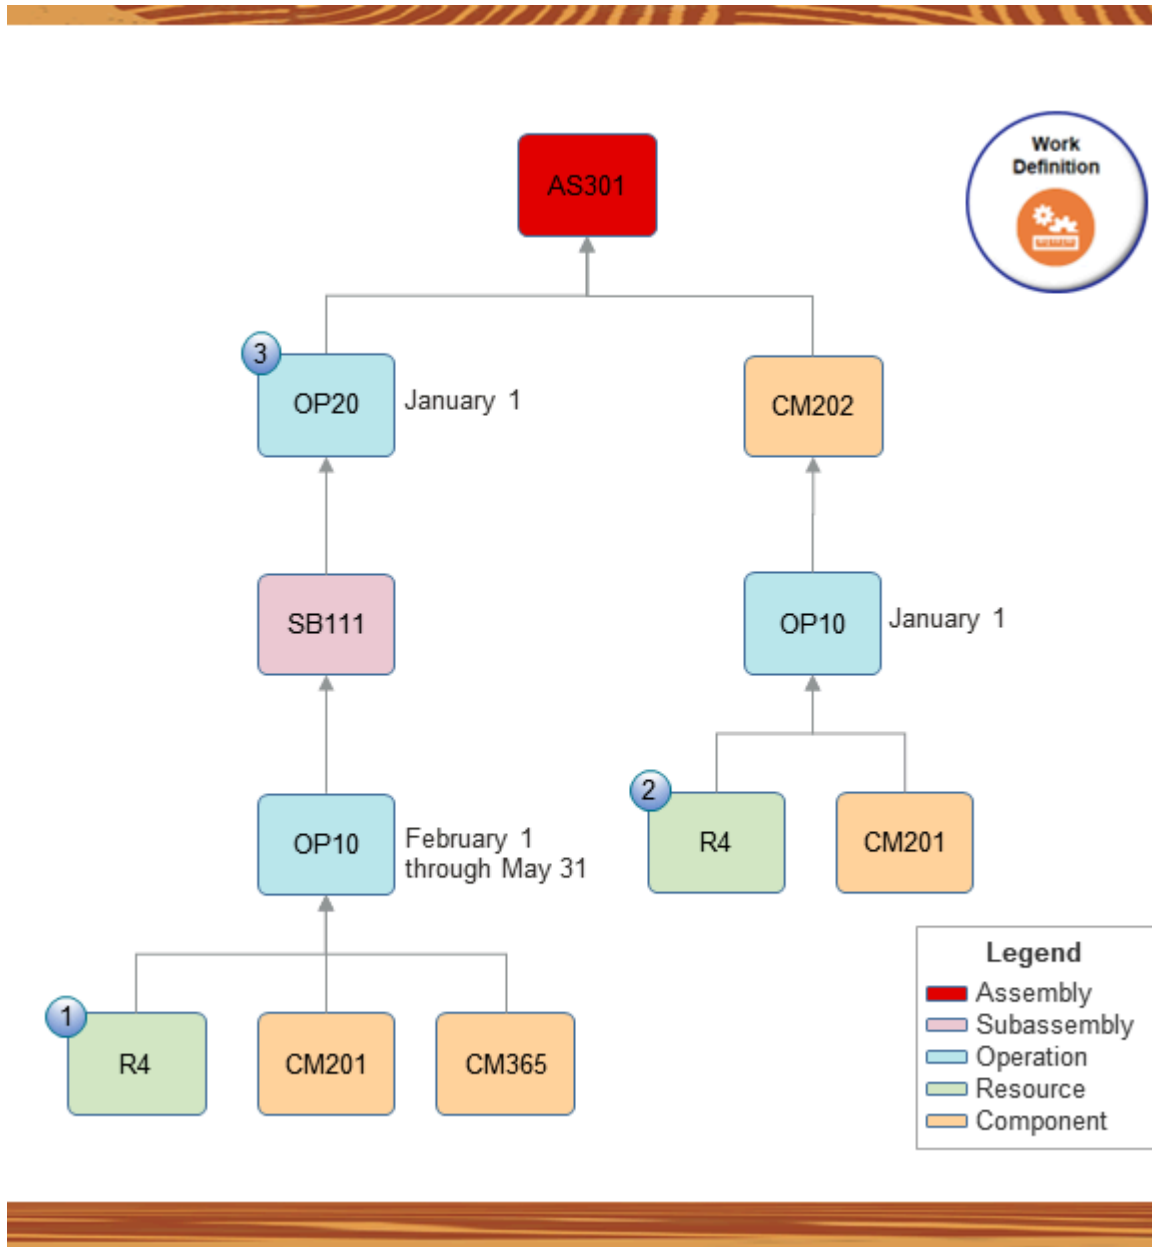 Work
Definition
AS301
3
OP20
January 1
CM202
SB111
OP10
January 1
OP10
February 1
through May 31
2
R4
CM201
1
R4
CM201
CM365
Legend
Assembly
Subassembly
Operation
Resource
Component